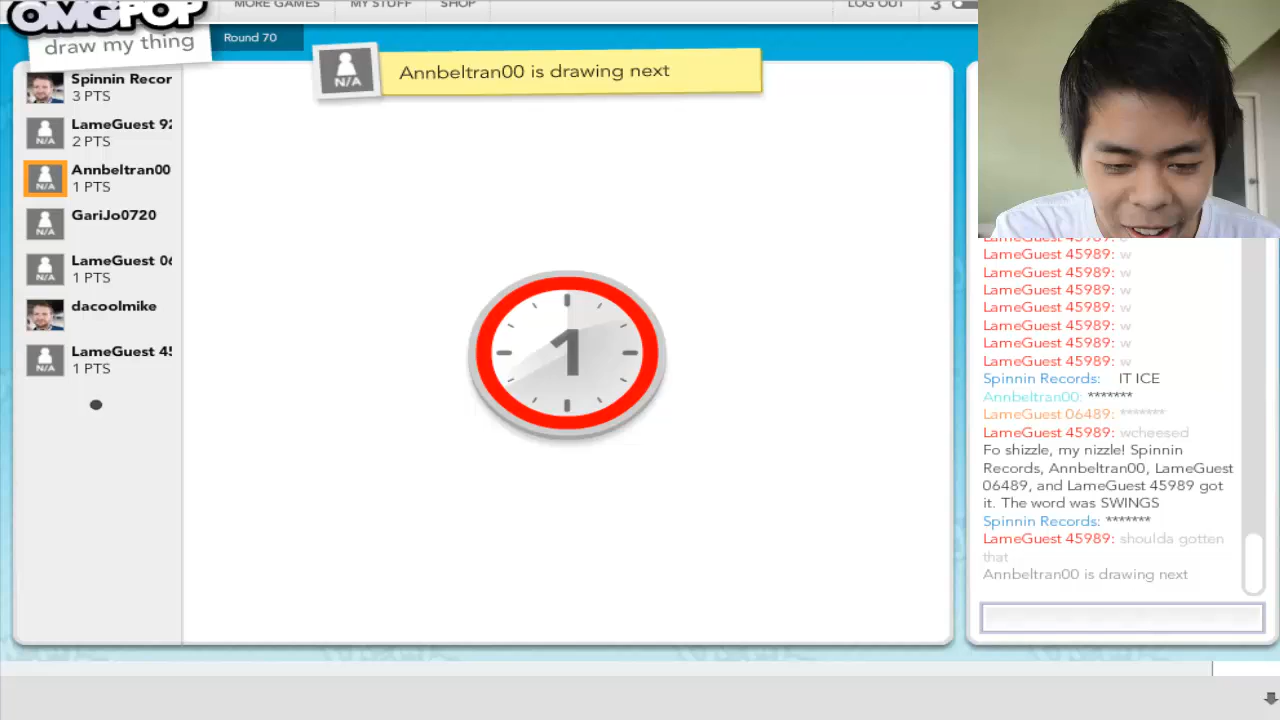 MORE GAMES
MY STUFF
SHOP
LOG OUT
3
OMGPOP
draw my thing
Round 70
N/A
Annbeltran00 is drawing next
Spinnin Recor
3 PTS
LameGuest 92
2 PTS
N/A
Annbeltran00
1 PTS
N/A
GariJo0720
N/A
LameGuest 06
1 PTS
N/A
dacoolmike
LameGuest 45
1 PTS
N/A
1
LameGuest 45989: w
LameGuest 45989: w
LameGuest 45989: w
LameGuest 45989: w
LameGuest 45989: w
LameGuest 45989: w
LameGuest 45989: w
Spinnin Records: IT ICE
Annbeltran00: *******
LameGuest 06489: *******
LameGuest 45989: wcheesed
Fo shizzle, my nizzle! Spinnin
Records, Annbeltran00, LameGuest
06489, and LameGuest 45989 got
it. The word was SWINGS
Spinnin Records: *******
LameGuest 45989: shoulda gotten
that
Annbeltran00 is drawing next